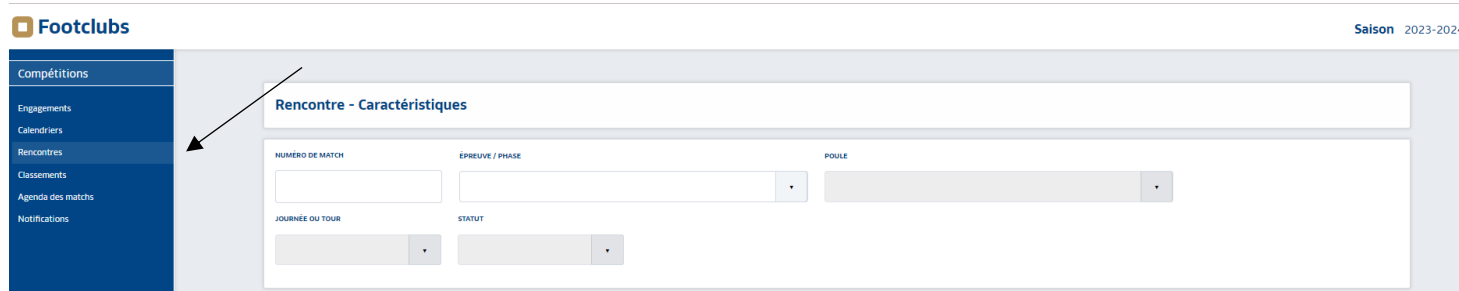 Footclubs
Saison 2023-2024
Compétitions
Engagements
Calendriers
Rencontres
Classements
Agenda des matchs
Notifications
Rencontre - Caractéristiques
NUMÉRO DE MATCH ÉPREUVE / PHASE POULE
JOURNÉE OU TOUR STATUT